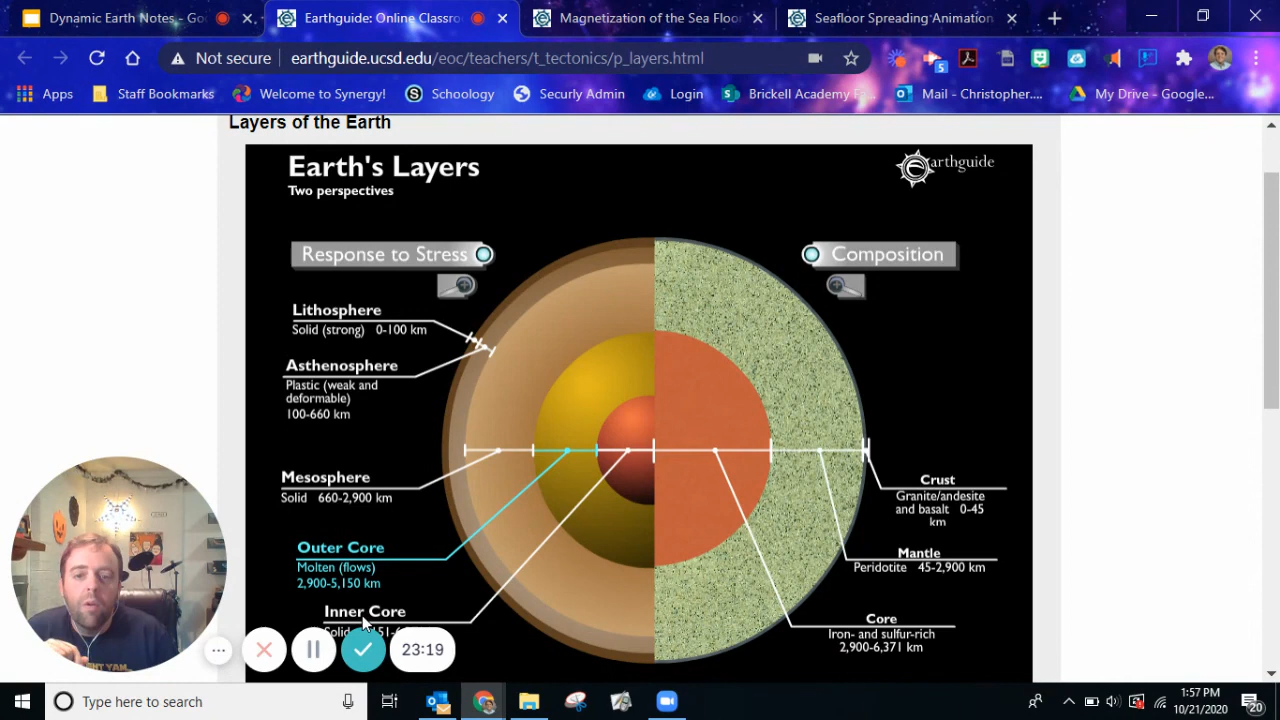 Dynamic Earth Notes - Go
Earthguide: Online Classro
Magnetization of the Sea Floor
Seafloor Spreading Animation
Not secure
earthguide.ucsd.edu/eoc/teachers/t_tectonics/p_layers.html
5
Apps
Staff Bookmarks
Welcome to Synergy!
Schoology
Securly Admin
Login
Brickell Academy F
Mail - Christopher....
My Drive - Google...
Layers of the Earth
Earth's Layers
Two perspectives
earthguide
Response to Stress
Composition
Lithosphere
Solid (strong) 0-100 km
Asthenosphere
Plastic (weak and
deformable)
100-660 km
Mesosphere
Solid 660-2,900 km
Outer Core
Molten (flows)
2,900-5,150 km
Inner Core
Solid
Crust
Granite/andesite
and basalt 0-45
km
Mantle
Peridotite 45-2,900 km
Core
Iron- and sulfur-rich
2,900-6,371 km
23:19
Type here to search
1:57 PM
10/21/2020
20